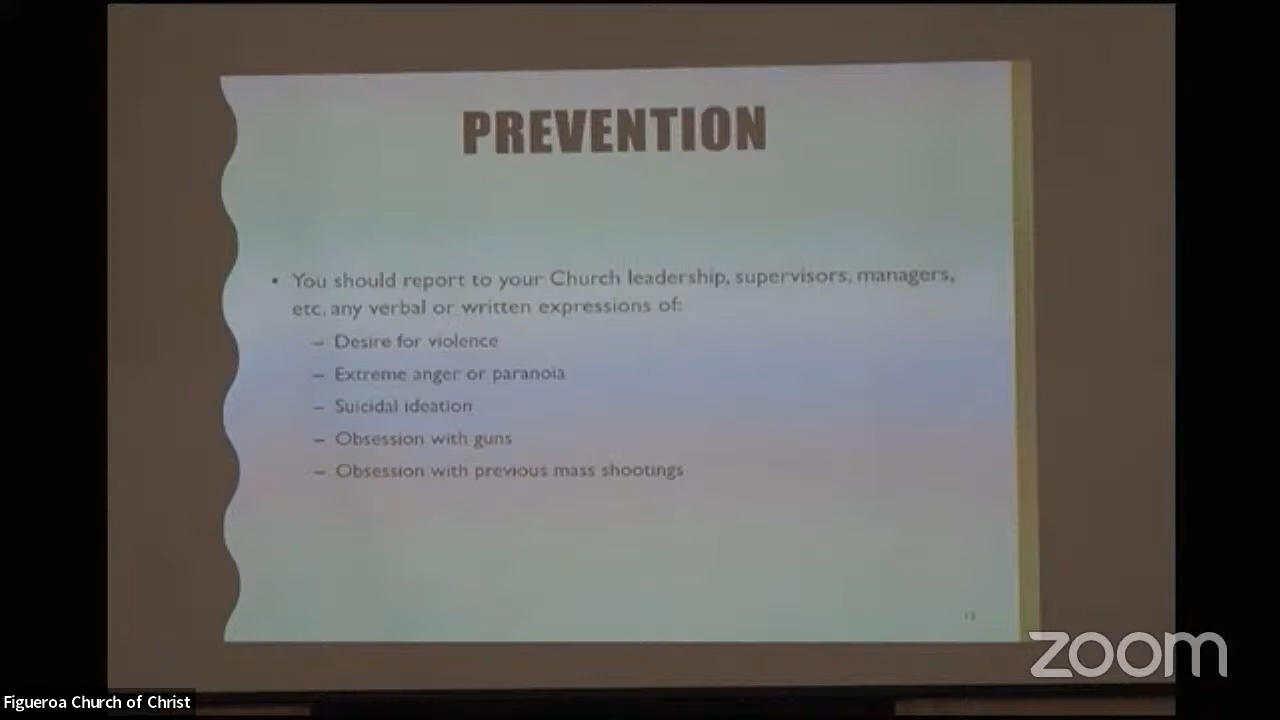 PREVENTION
• You should report to your Church leadership, supervisors, managers,
etc. any verbal or written expressions of:
– Desire for violence
– Extreme anger or paranoia
– Suicidal ideation
– Obsession with guns
– Obsession with previous mass shootings
zoom
Figueroa Church of Christ